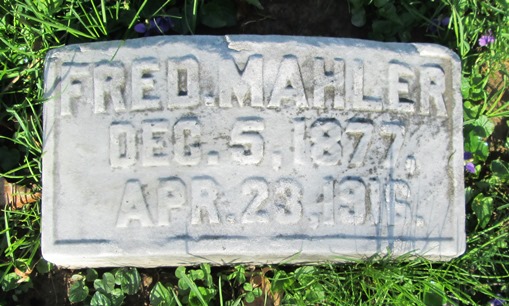 FRED. MAHLER
DEC. 5, 1877,
APR. 23, 1916.